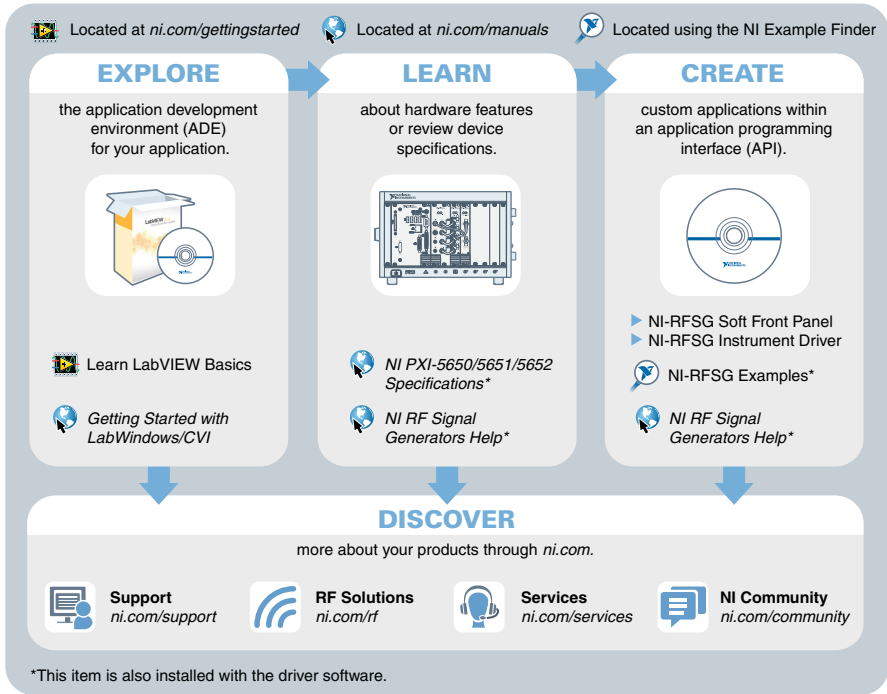 Located at ni.com/gettingstarted
Located at ni.com/manuals
Located using the NI Example Finder
EXPLORE
the application development
environment (ADE)
for your application.
LabVIEW
Learn LabVIEW Basics
Getting Started with
LabWindows/CVI
LEARN
about hardware features
or review device
specifications.
NI PXI-5650/5651/5652
Specifications*
NI RF Signal
Generators Help*
CREATE
custom applications within
an application programming
interface (API).
NATIONAL
INSTRUMENTS
NI-RFSG Soft Front Panel
NI-RFSG Instrument Driver
NI-RFSG Examples*
NI RF Signal
Generators Help*
DISCOVER
more about your products through ni.com.
Support
ni.com/support
RF Solutions
ni.com/rf
Services
ni.com/services
NI Community
ni.com/community
*This item is also installed with the driver software.